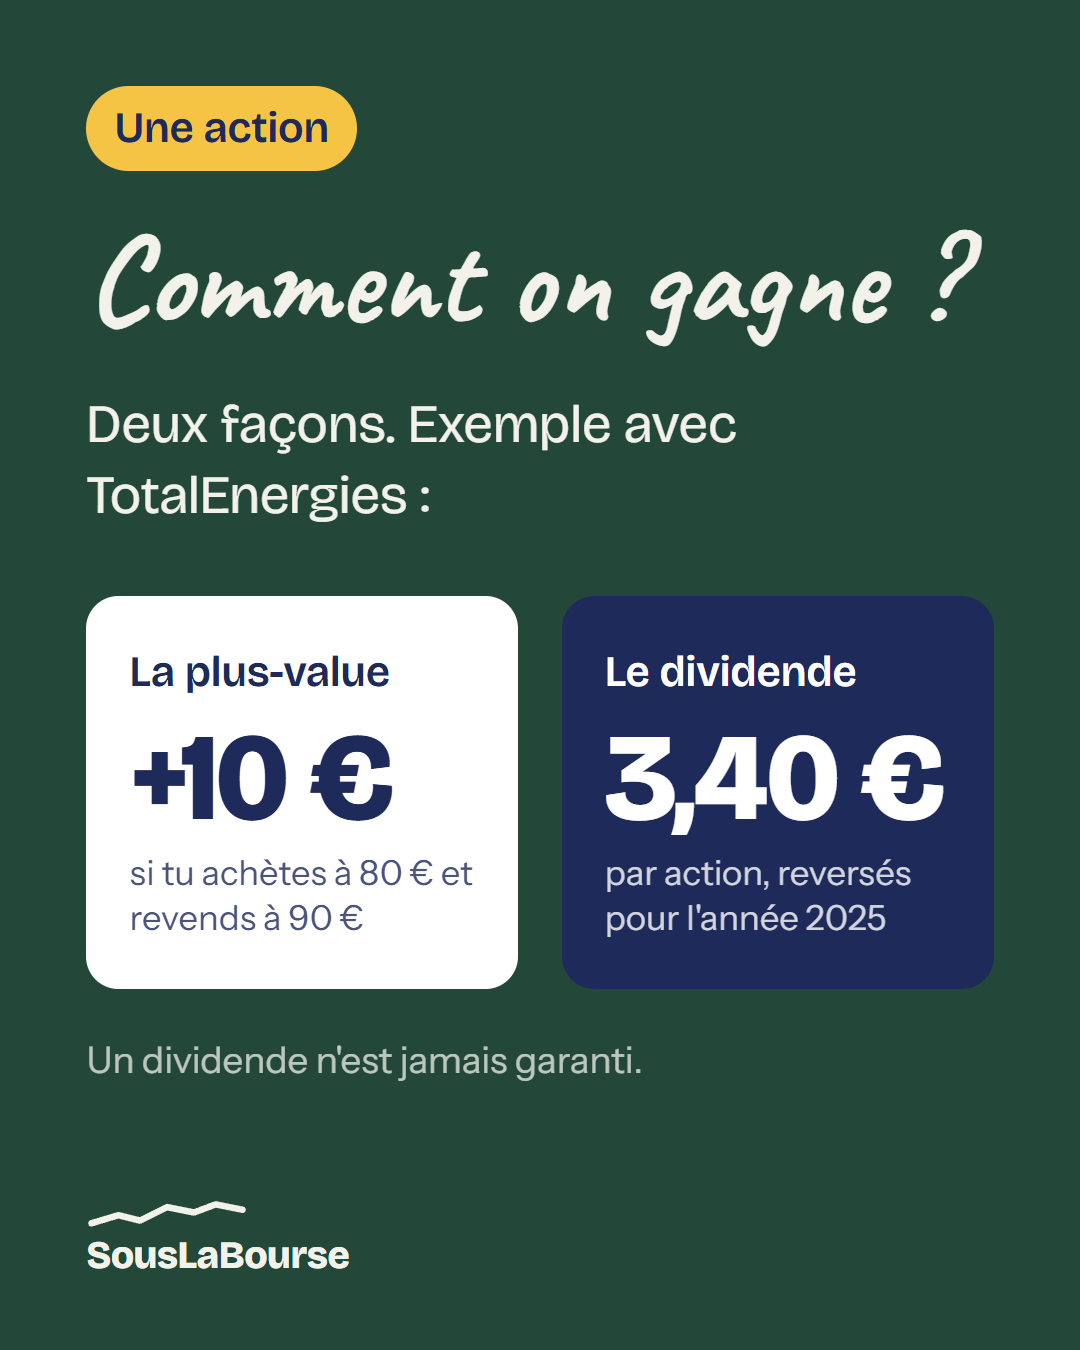 Une action
Comment on gagne ?
Deux façons. Exemple avec
TotalEnergies :
La plus-value
+10 €
si tu achètes à 80 € et
revends à 90 €
Le dividende
3,40 €
par action, reversés
pour l'année 2025
Un dividende n'est jamais garanti.
SousLaBourse